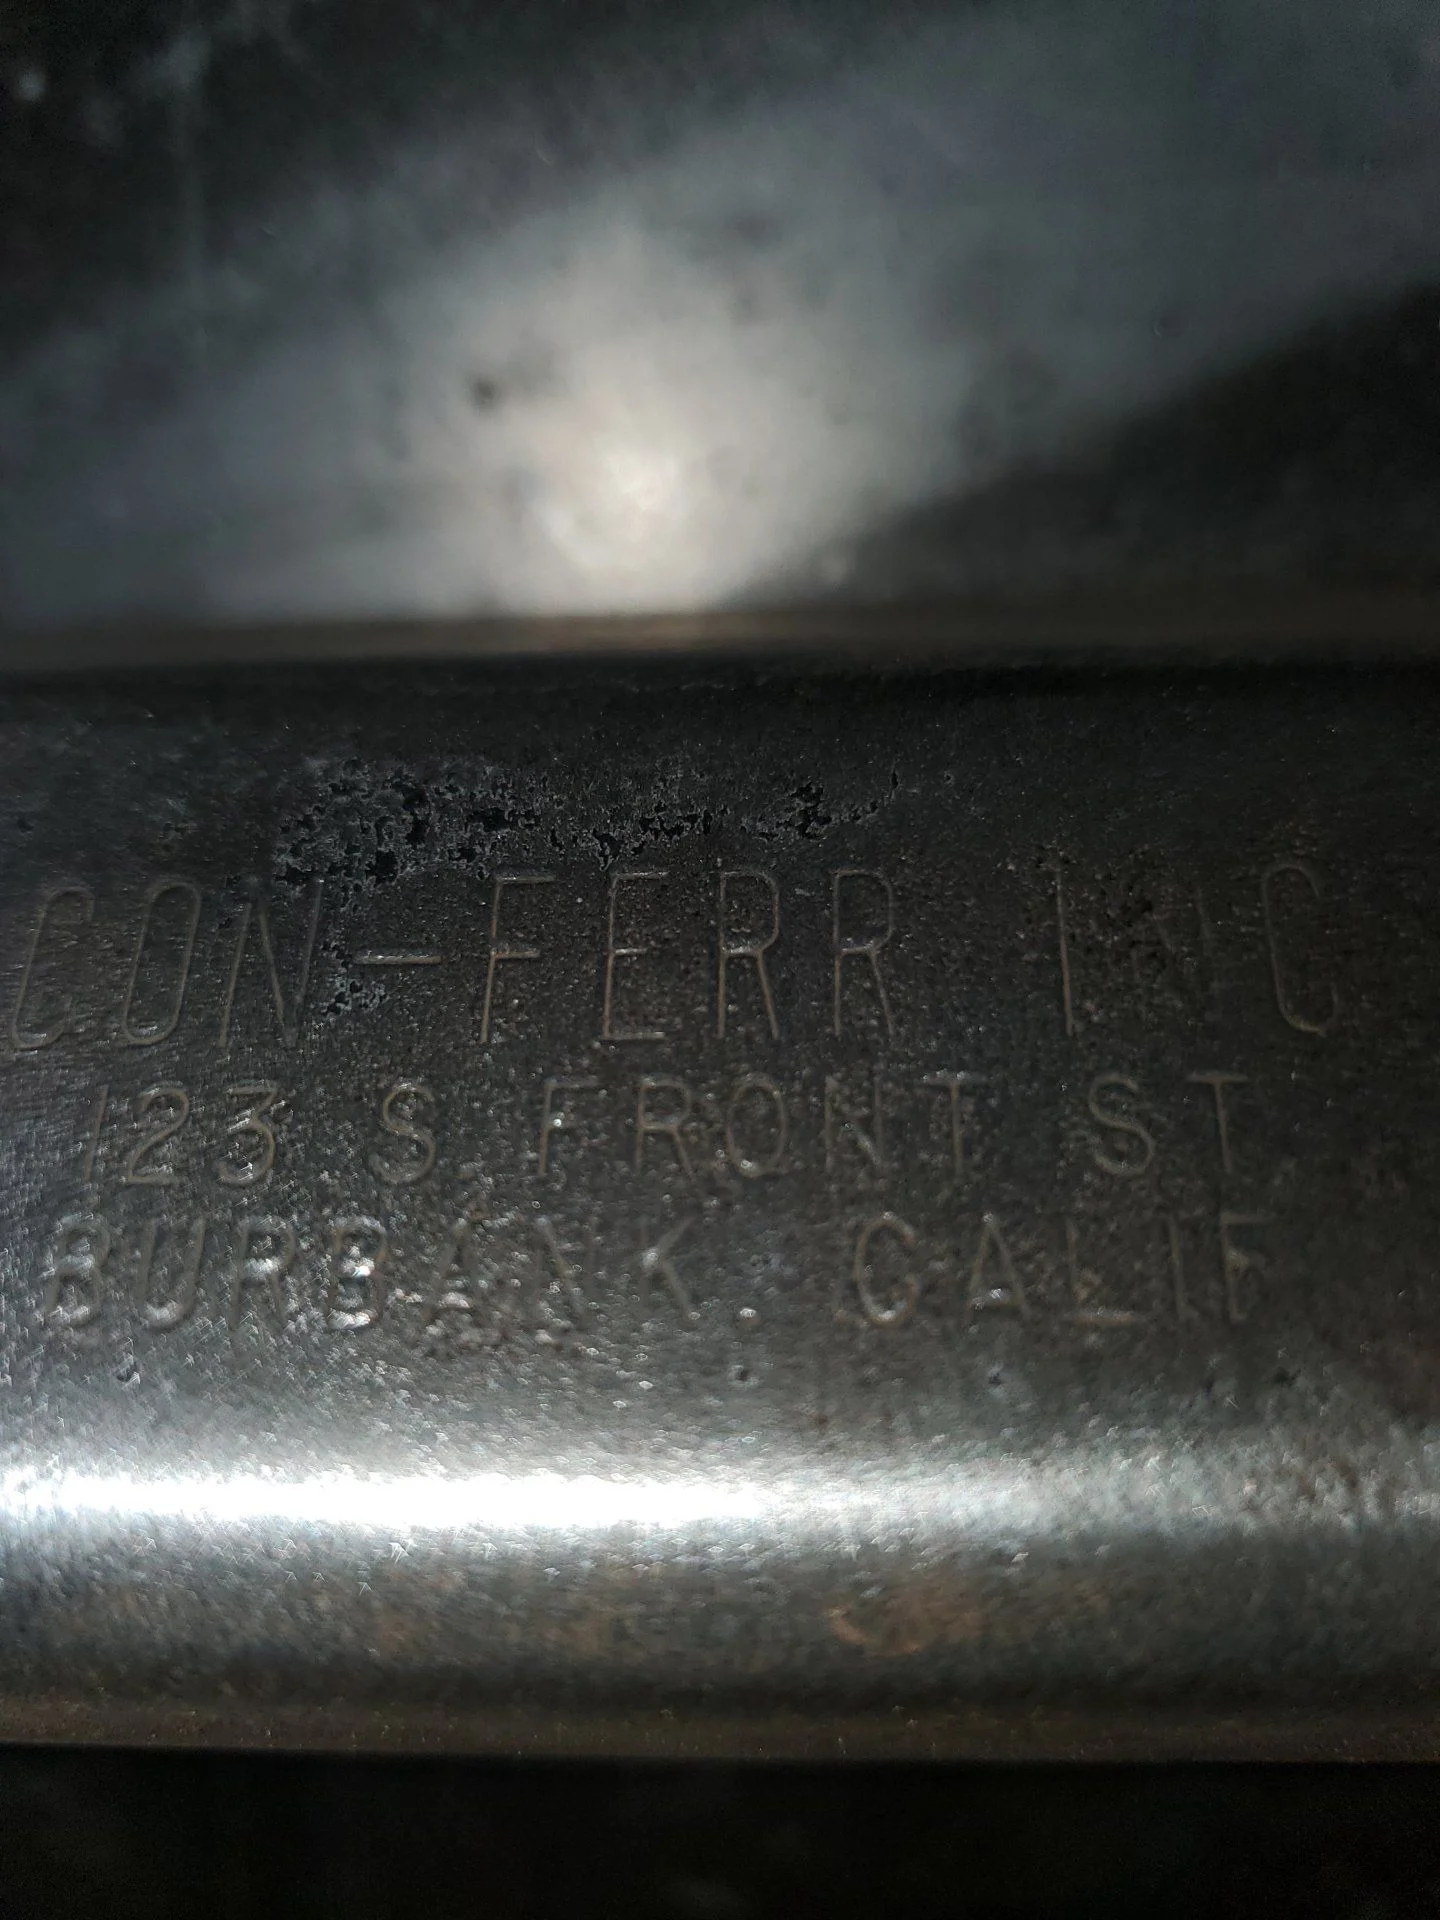 CON-FERR INC
123 S. FRONT ST.
BURBANK. CALIF